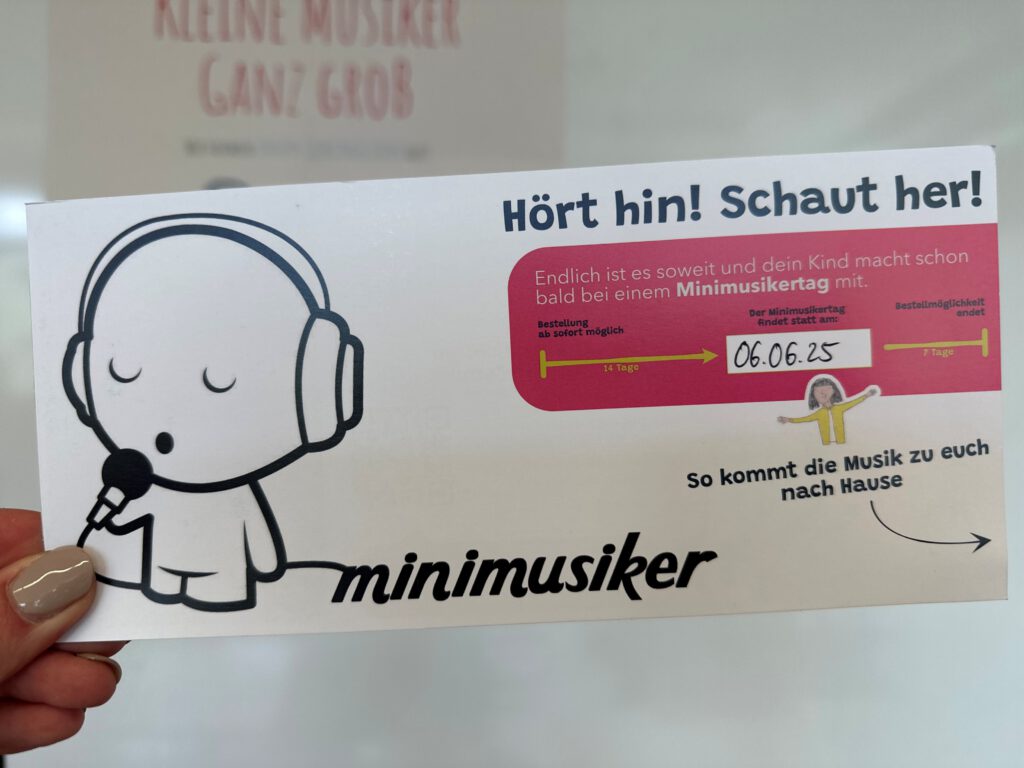 KLEINE MUSIKER
GANZ GROß
Hört hin! Schaut her!
Endlich ist es soweit und dein Kind macht schon
bald bei einem Minimusikertag mit.
Bestellung
ab sofort möglich
14 Tage
Der Minimusikertag
findet statt am:
06.06.25
Bestellmöglichkeit
endet
7 Tage
So kommt die Musik zu euch
nach Hause
minimusiker